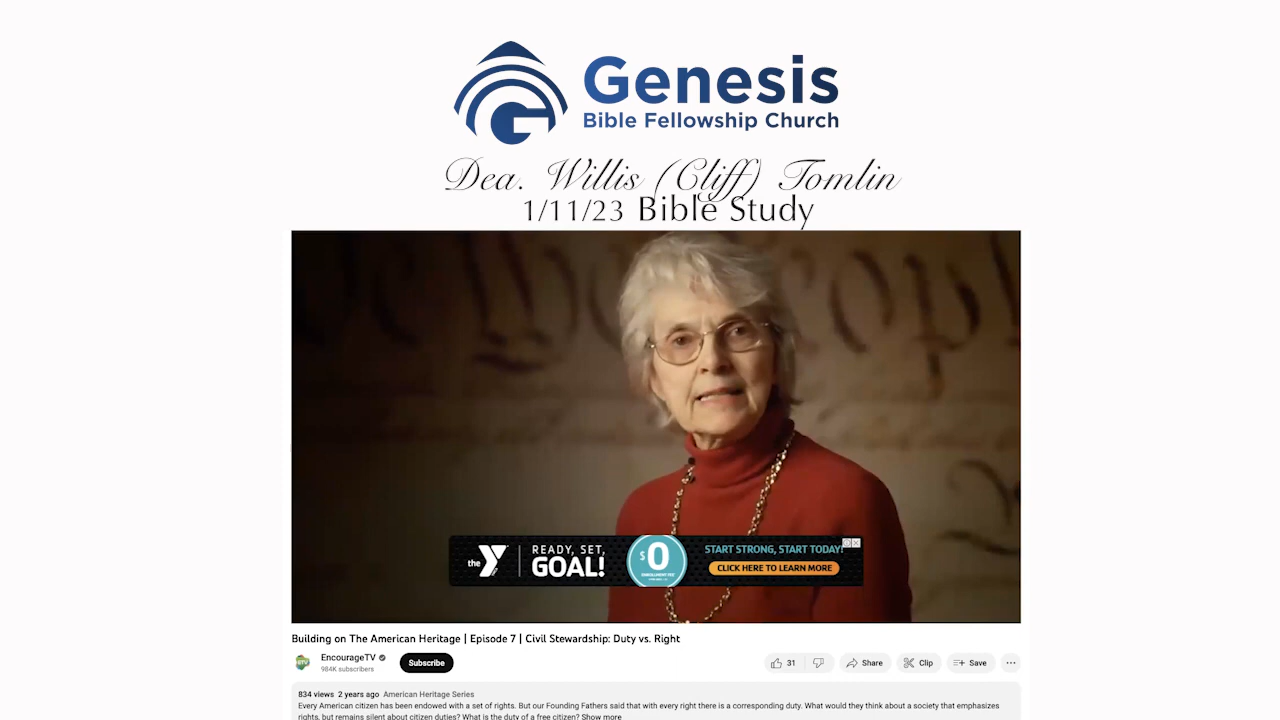 Genesis
Bible Fellowship Church
Dea. Willis (Cliff) Tomlin
1/11/23 Bible Study
the Y
READY, SET,
GOAL!
$0
START STRONG, START TODAY!
CLICK HERE TO LEARN MORE
Building on The American Heritage | Episode 7 | Civil Stewardship: Duty vs. Right
EncourageTV
984K subscribers
Subscribe
31
Share
Clip
Save
834 views 2 years ago American Heritage Series
Every American citizen has been endowed with a set of rights. But our Founding Fathers said that with every right there is a corresponding duty. What would they think about a society that emphasizes
rights, but remains silent about citizen duties? What is the duty of a free citizen? Show more